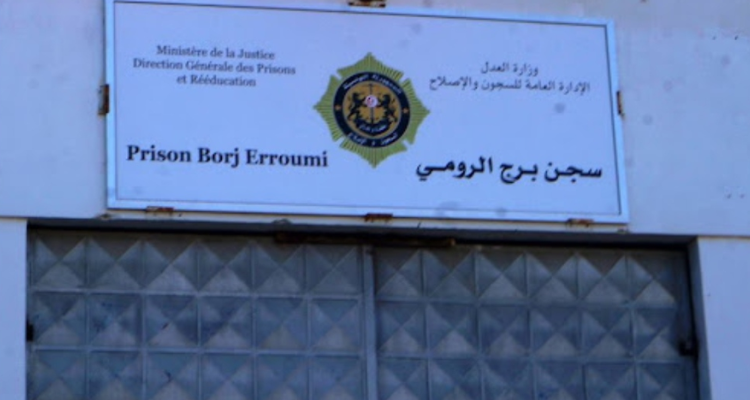 Ministère de la Justice
Direction Générale des Prisons
et Rééducation
وزارة العدل
الإدارة العامة للسجون والإصلاح
Prison Borj Erroumi
سجن برج الرومي